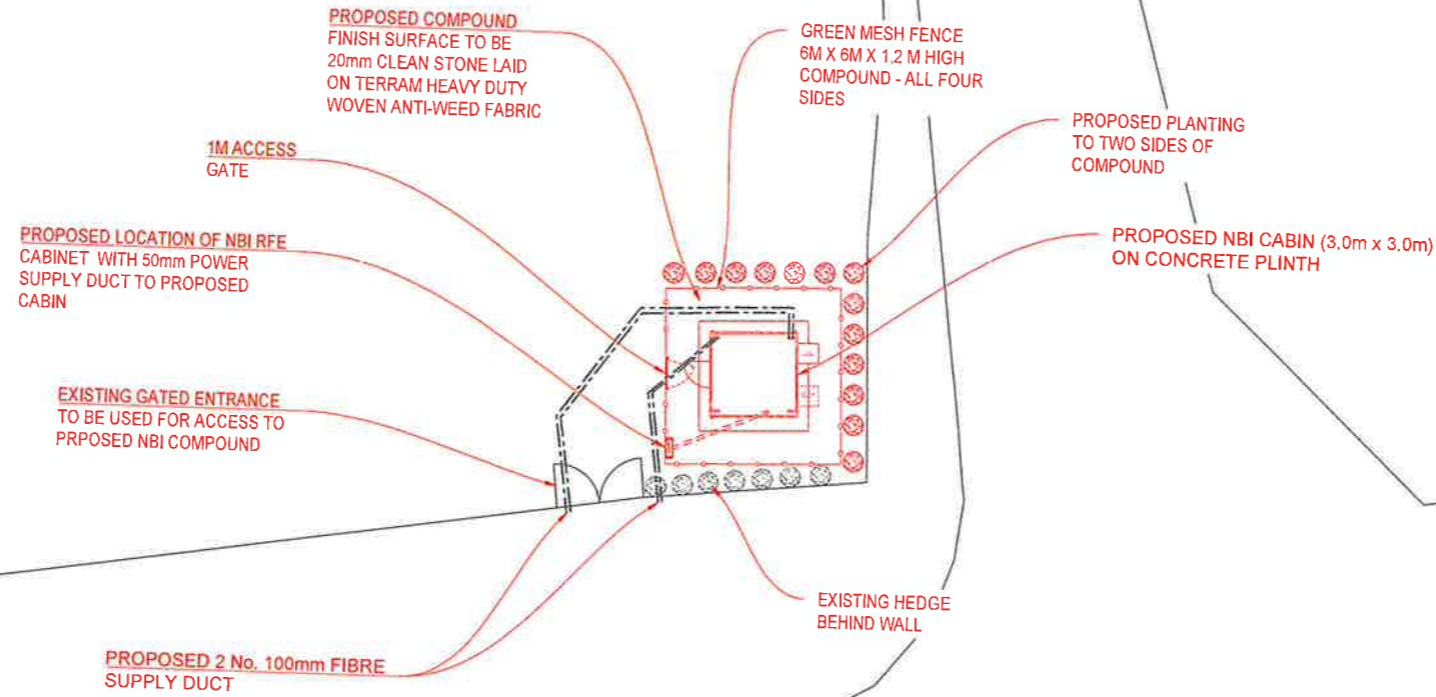 PROPOSED COMPOUND
FINISH SURFACE TO BE
20mm CLEAN STONE LAID
ON TERRAM HEAVY DUTY
WOVEN ANTI-WEED FABRIC
GREEN MESH FENCE
6M X 6M X 1,2 M HIGH
COMPOUND - ALL FOUR
SIDES
PROPOSED PLANTING
TO TWO SIDES OF
COMPOUND
1M ACCESS
GATE
PROPOSED LOCATION OF NBI RFE
CABINET WITH 50mm POWER
SUPPLY DUCT TO PROPOSED
CABIN
PROPOSED NBI CABIN (3.0m x 3.0m)
ON CONCRETE PLINTH
EXISTING GATED ENTRANCE
TO BE USED FOR ACCESS TO
PRPOSED NBI COMPOUND
EXISTING HEDGE
BEHIND WALL
PROPOSED 2 No. 100mm FIBRE
SUPPLY DUCT